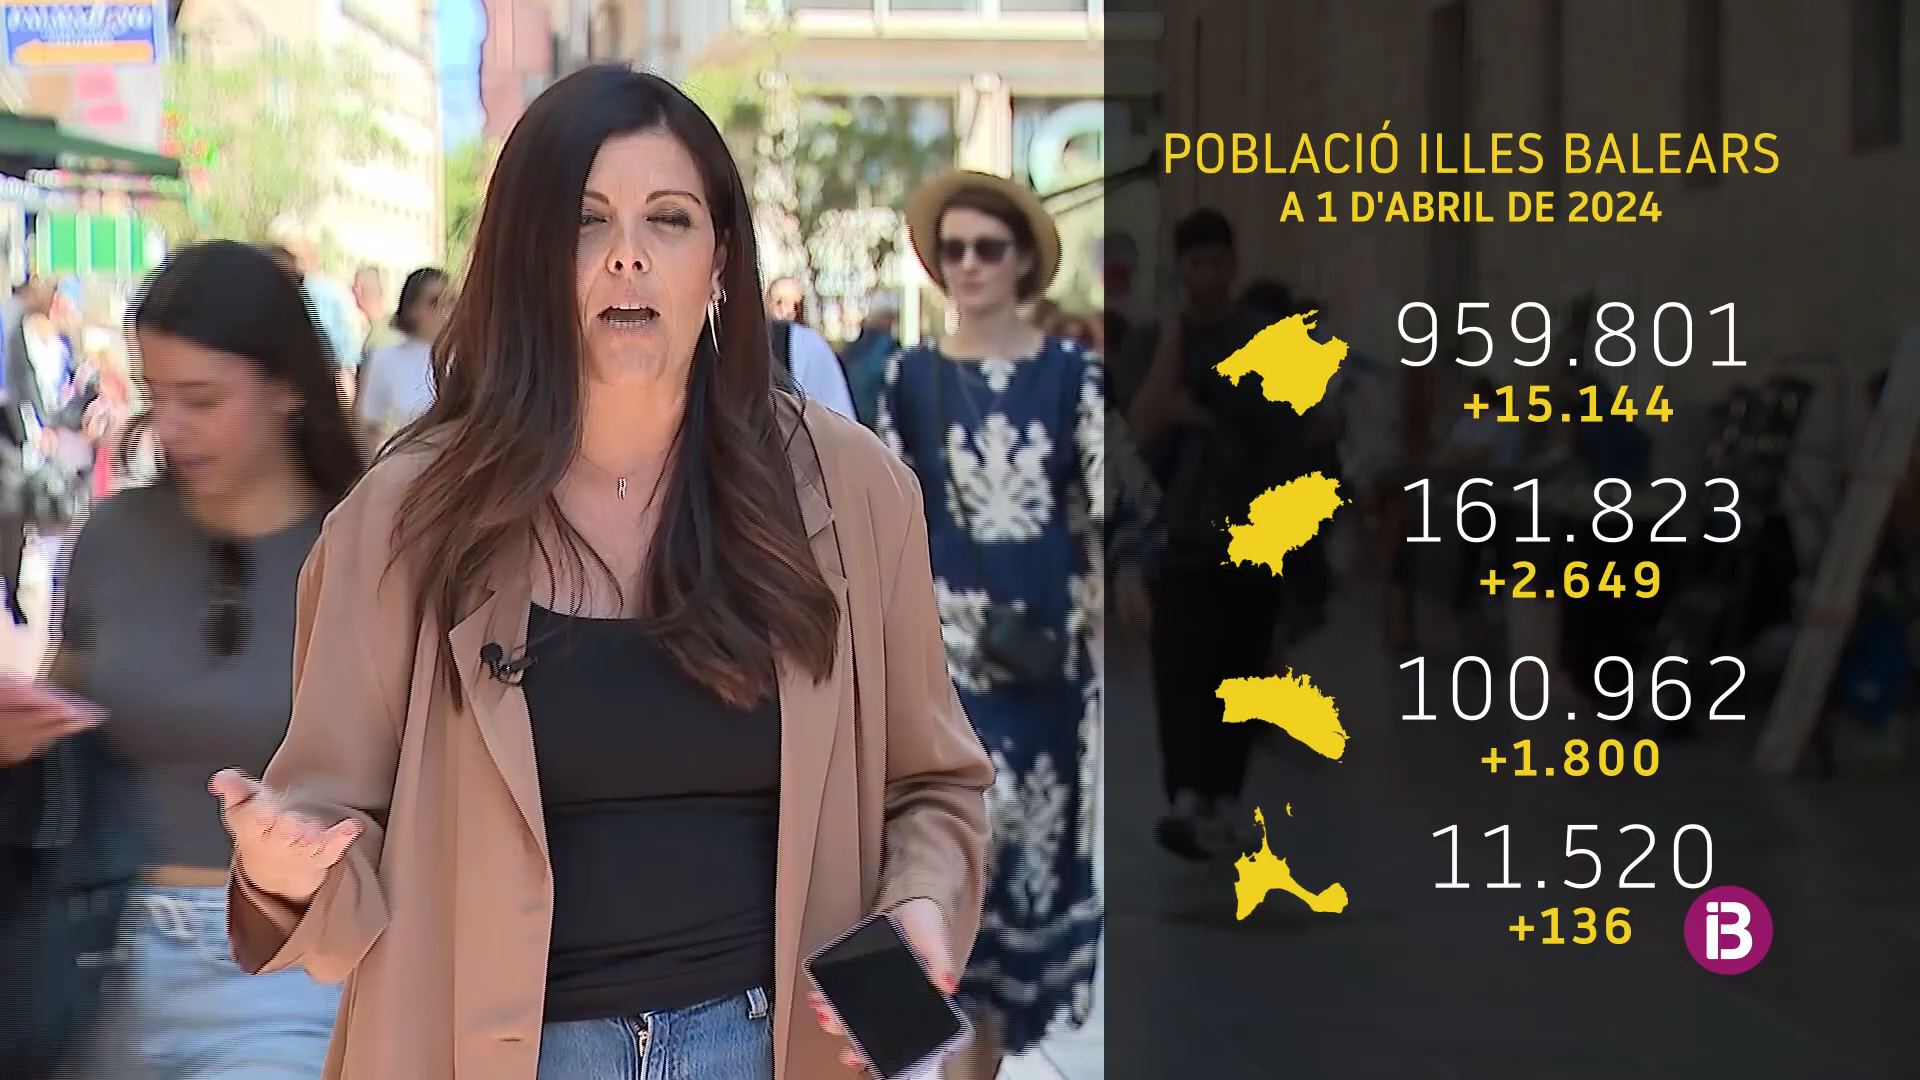 POBLACIÓ ILLES BALEARS
A 1 D'ABRIL DE 2024
959.801
+15.144
161.823
+2.649
100.962
+1.800
11.520
+136
IB